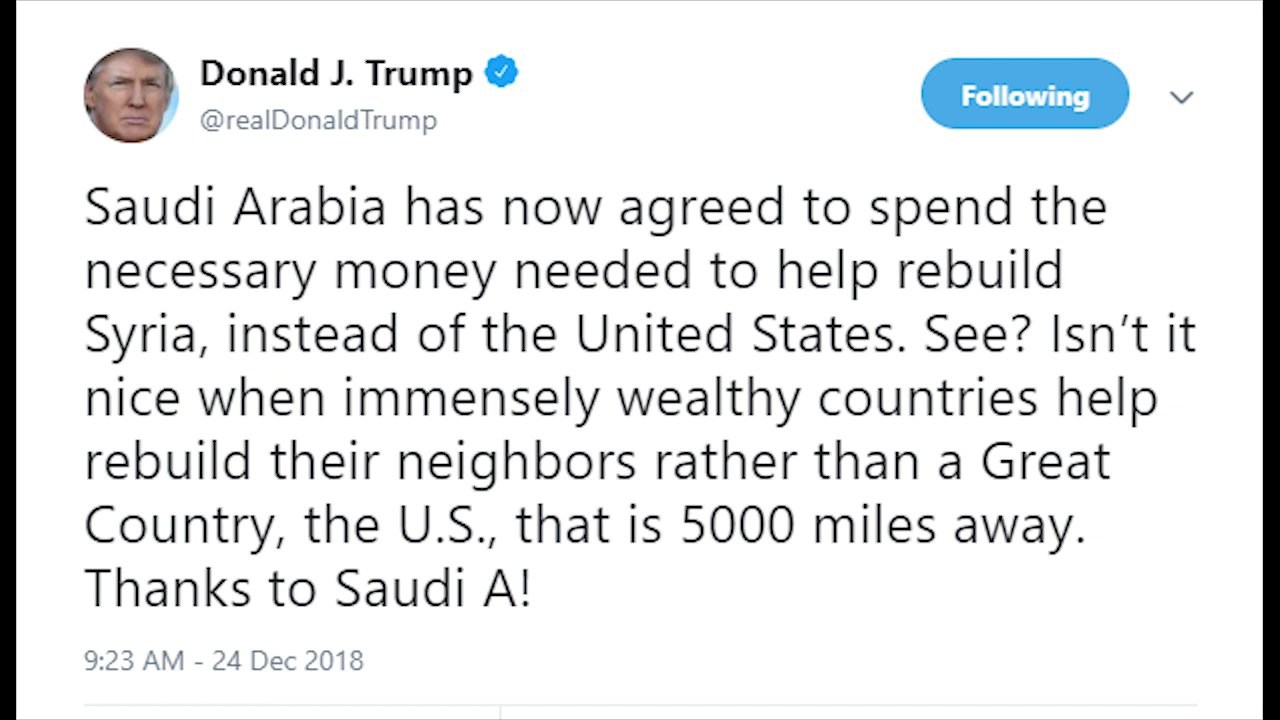 Donald J. Trump
@realDonaldTrump
Following
Saudi Arabia has now agreed to spend the
necessary money needed to help rebuild
Syria, instead of the United States. See? Isn’t it
nice when immensely wealthy countries help
rebuild their neighbors rather than a Great
Country, the U.S., that is 5000 miles away.
Thanks to Saudi A!
9:23 AM - 24 Dec 2018